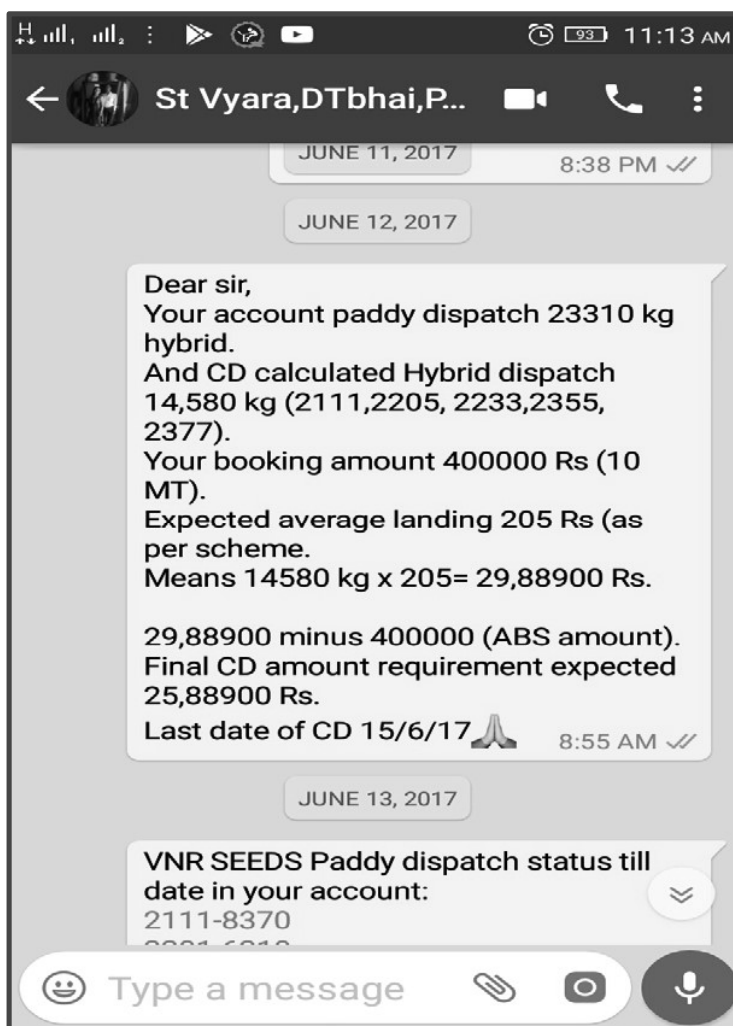 H 11:13 AM
93
St Vyara,DTbhai,P...
JUNE 11, 2017
8:38 PM
JUNE 12, 2017
Dear sir,
Your account paddy dispatch 23310 kg
hybrid.
And CD calculated Hybrid dispatch
14,580 kg (2111,2205, 2233,2355,
2377).
Your booking amount 400000 Rs (10
MT).
Expected average landing 205 Rs (as
per scheme.
Means 14580 kg x 205= 29,88900 Rs.
29,88900 minus 400000 (ABS amount).
Final CD amount requirement expected
25,88900 Rs.
Last date of CD 15/6/17🙏
8:55 AM
JUNE 13, 2017
VNR SEEDS Paddy dispatch status till
date in your account:
2111-8370
Type a message